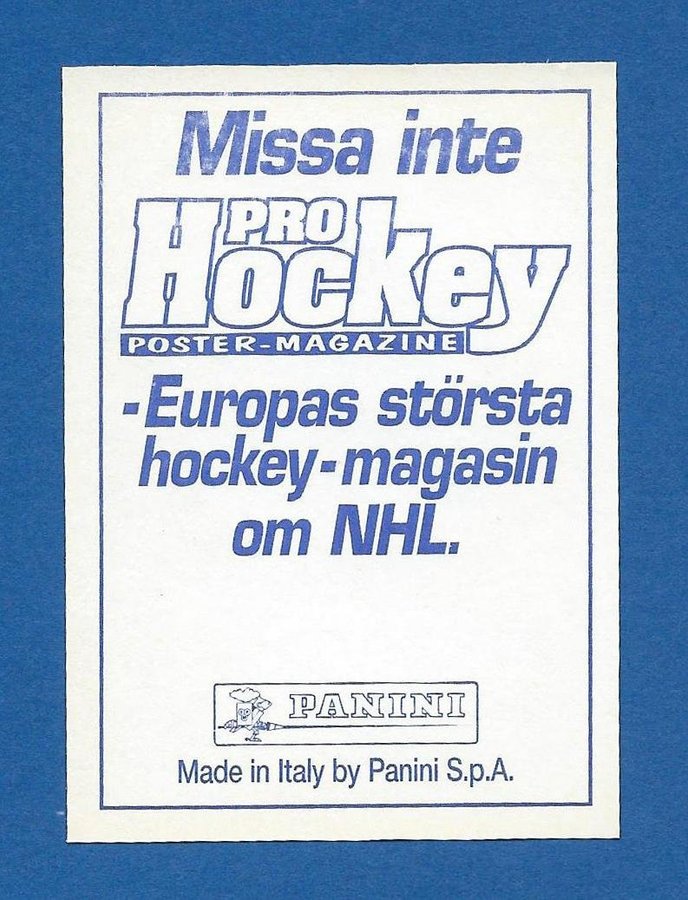 Missa inte
PRO
Hockey
POSTER-MAGAZINE
-Europas största
hockey-magasin
om NHL.
PANINI
Made in Italy by Panini S.p.A.